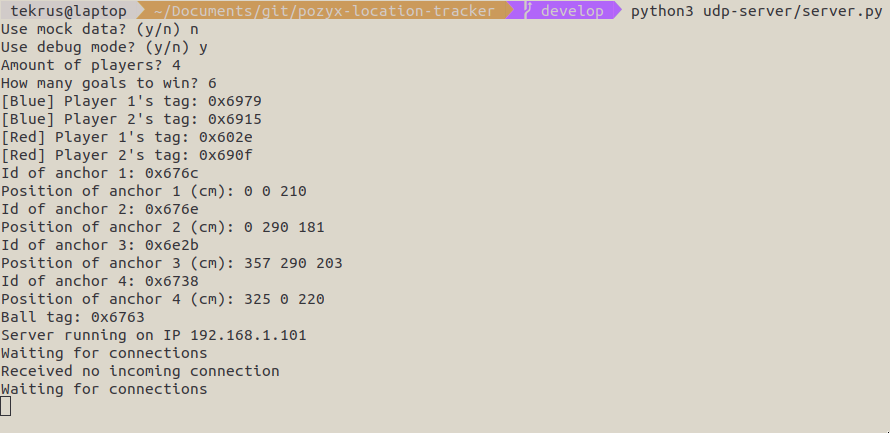 tekrus@laptop ~/Documents/git/pozyx-location-tracker develop python3 udp-server/server.py
Use mock data? (y/n) n
Use debug mode? (y/n) y
Amount of players? 4
How many goals to win? 6
[Blue] Player 1's tag: 0x6979
[Blue] Player 2's tag: 0x6915
[Red] Player 1's tag: 0x602e
[Red] Player 2's tag: 0x690f
Id of anchor 1: 0x676c
Position of anchor 1 (cm): 0 0 210
Id of anchor 2: 0x676e
Position of anchor 2 (cm): 0 290 181
Id of anchor 3: 0x6e2b
Position of anchor 3 (cm): 357 290 203
Id of anchor 4: 0x6738
Position of anchor 4 (cm): 325 0 220
Ball tag: 0x6763
Server running on IP 192.168.1.101
Waiting for connections
Received no incoming connection
Waiting for connections